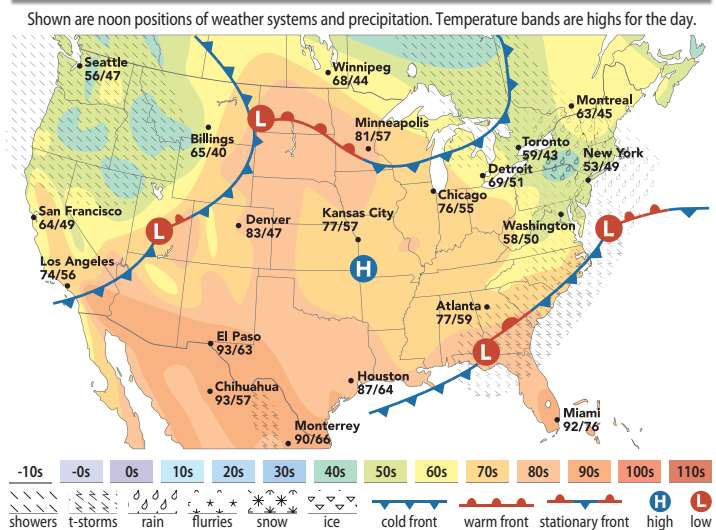 Shown are noon positions of weather systems and precipitation. Temperature bands are highs for the day.
Seattle
56/47
Winnipeg
68/44
Billings
65/40
L
Minneapolis
81/57
Montreal
63/45
Toronto
59/43
New York
53/49
Detroit
69/51
Chicago
76/55
San Francisco
64/49
L
Denver
83/47
Kansas City
77/57
Washington
58/50
L
Los Angeles
74/56
H
Atlanta
77/59
El Paso
93/63
L
Chihuahua
93/57
Houston
87/64
Monterrey
90/66
Miami
92/76
-10s -0s 0s 10s 20s 30s 40s 50s 60s 70s 80s 90s 100s 110s
H L
showers t-storms rain flurries snow ice cold front warm front stationary front high low